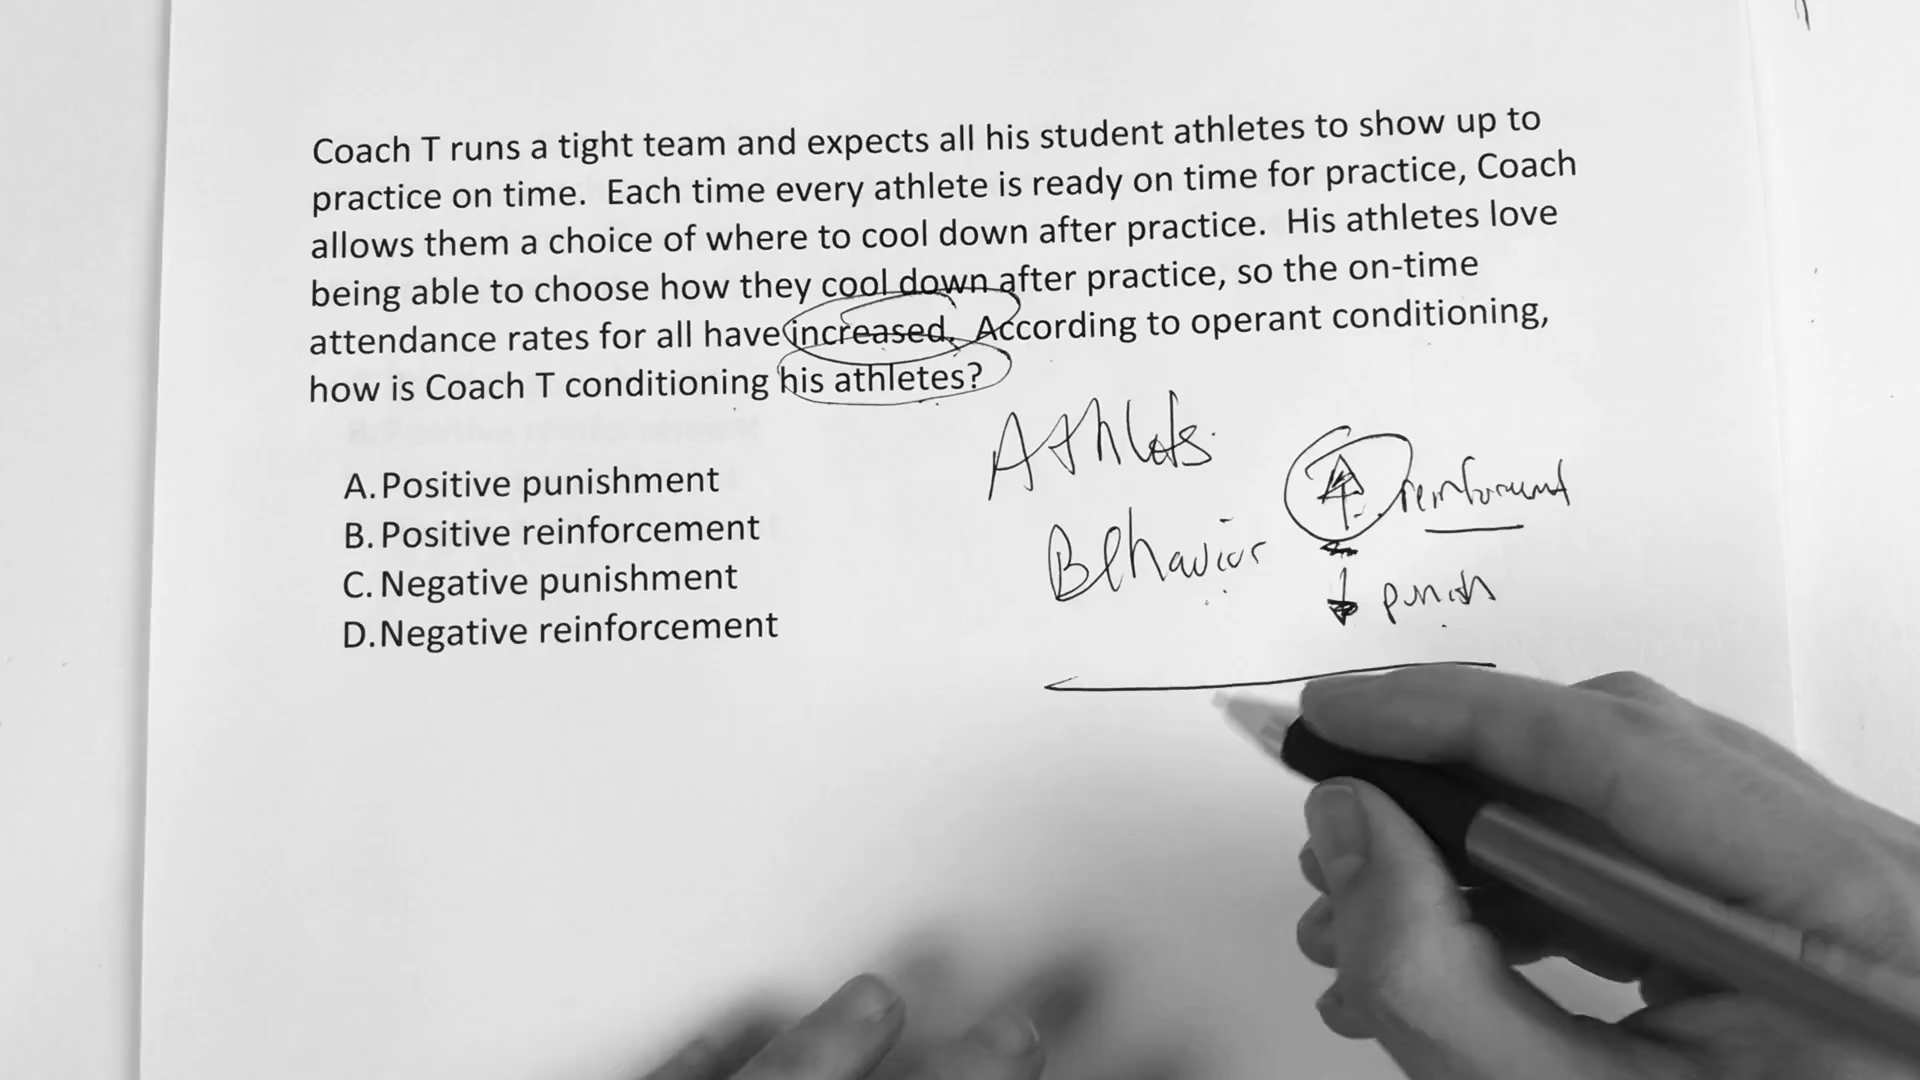 Coach T runs a tight team and expects all his student athletes to show up to
practice on time. Each time every athlete is ready on time for practice, Coach
allows them a choice of where to cool down after practice. His athletes love
being able to choose how they cool down after practice, so the on-time
attendance rates for all have increased. According to operant conditioning,
how is Coach T conditioning his athletes?
A. Positive punishment
B. Positive reinforcement
C. Negative punishment
D. Negative reinforcement
Behavior
punish